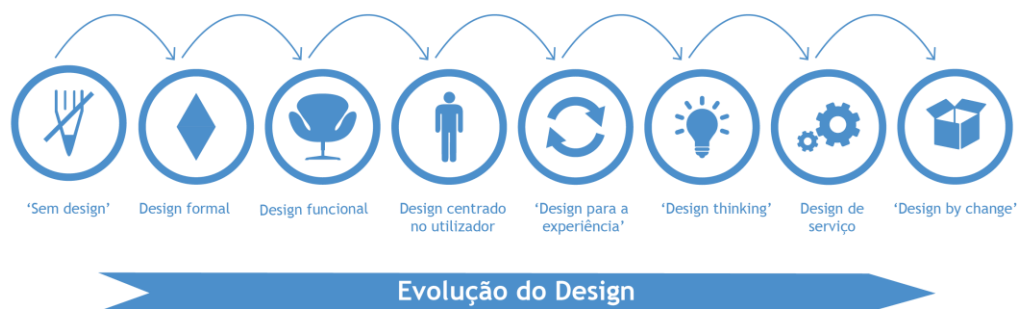 ‘Sem design’
Design formal
Design funcional
Design centrado
no utilizador
‘Design para a
experiência’
‘Design thinking’
Design de
serviço
‘Design by change’
Evolução do Design